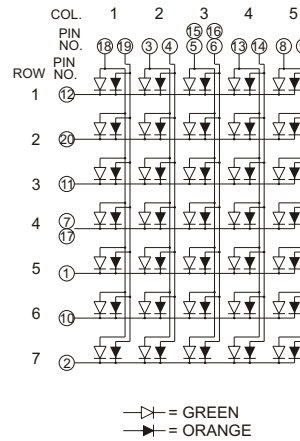 COL. 1 2 3 4 5
PIN 15 16
NO. 18 19 3 4 5 6 13 14 8
PIN
ROW NO.
1 12
2 20
3 11
4 7
17
5 1
6 10
7 2
= GREEN
= ORANGE